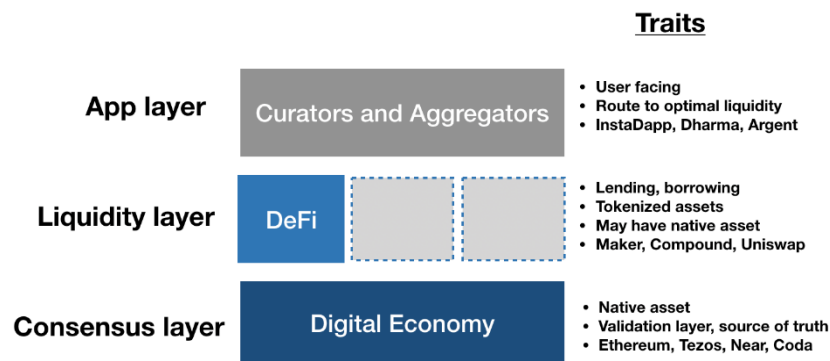 Traits
App layer
Curators and Aggregators
• User facing
• Route to optimal liquidity
• InstaDapp, Dharma, Argent
Liquidity layer
DeFi
• Lending, borrowing
• Tokenized assets
• May have native asset
• Maker, Compound, Uniswap
Consensus layer
Digital Economy
• Native asset
• Validation layer, source of truth
• Ethereum, Tezos, Near, Coda